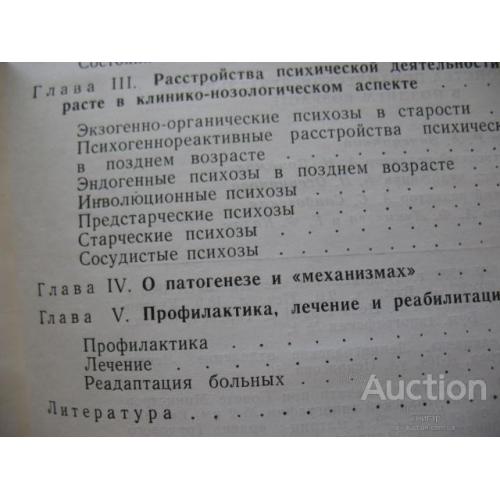 Глава III. Расстройства психической деятельности
расте в клинико-нозологическом аспекте
Экзогенно-органические психозы в старости
Психогеннореактивные расстройства психичес
в позднем возрасте
Эндогенные психозы в позднем возрасте
Инволюционные психозы
Предстарческие психозы
Старческие психозы
Сосудистые психозы
Глава IV. О патогенезе и «механизмах»
Глава V. Профилактика, лечение и реабилитаци
Профилактика
Лечение
Реадаптация больных
Литература
Auction